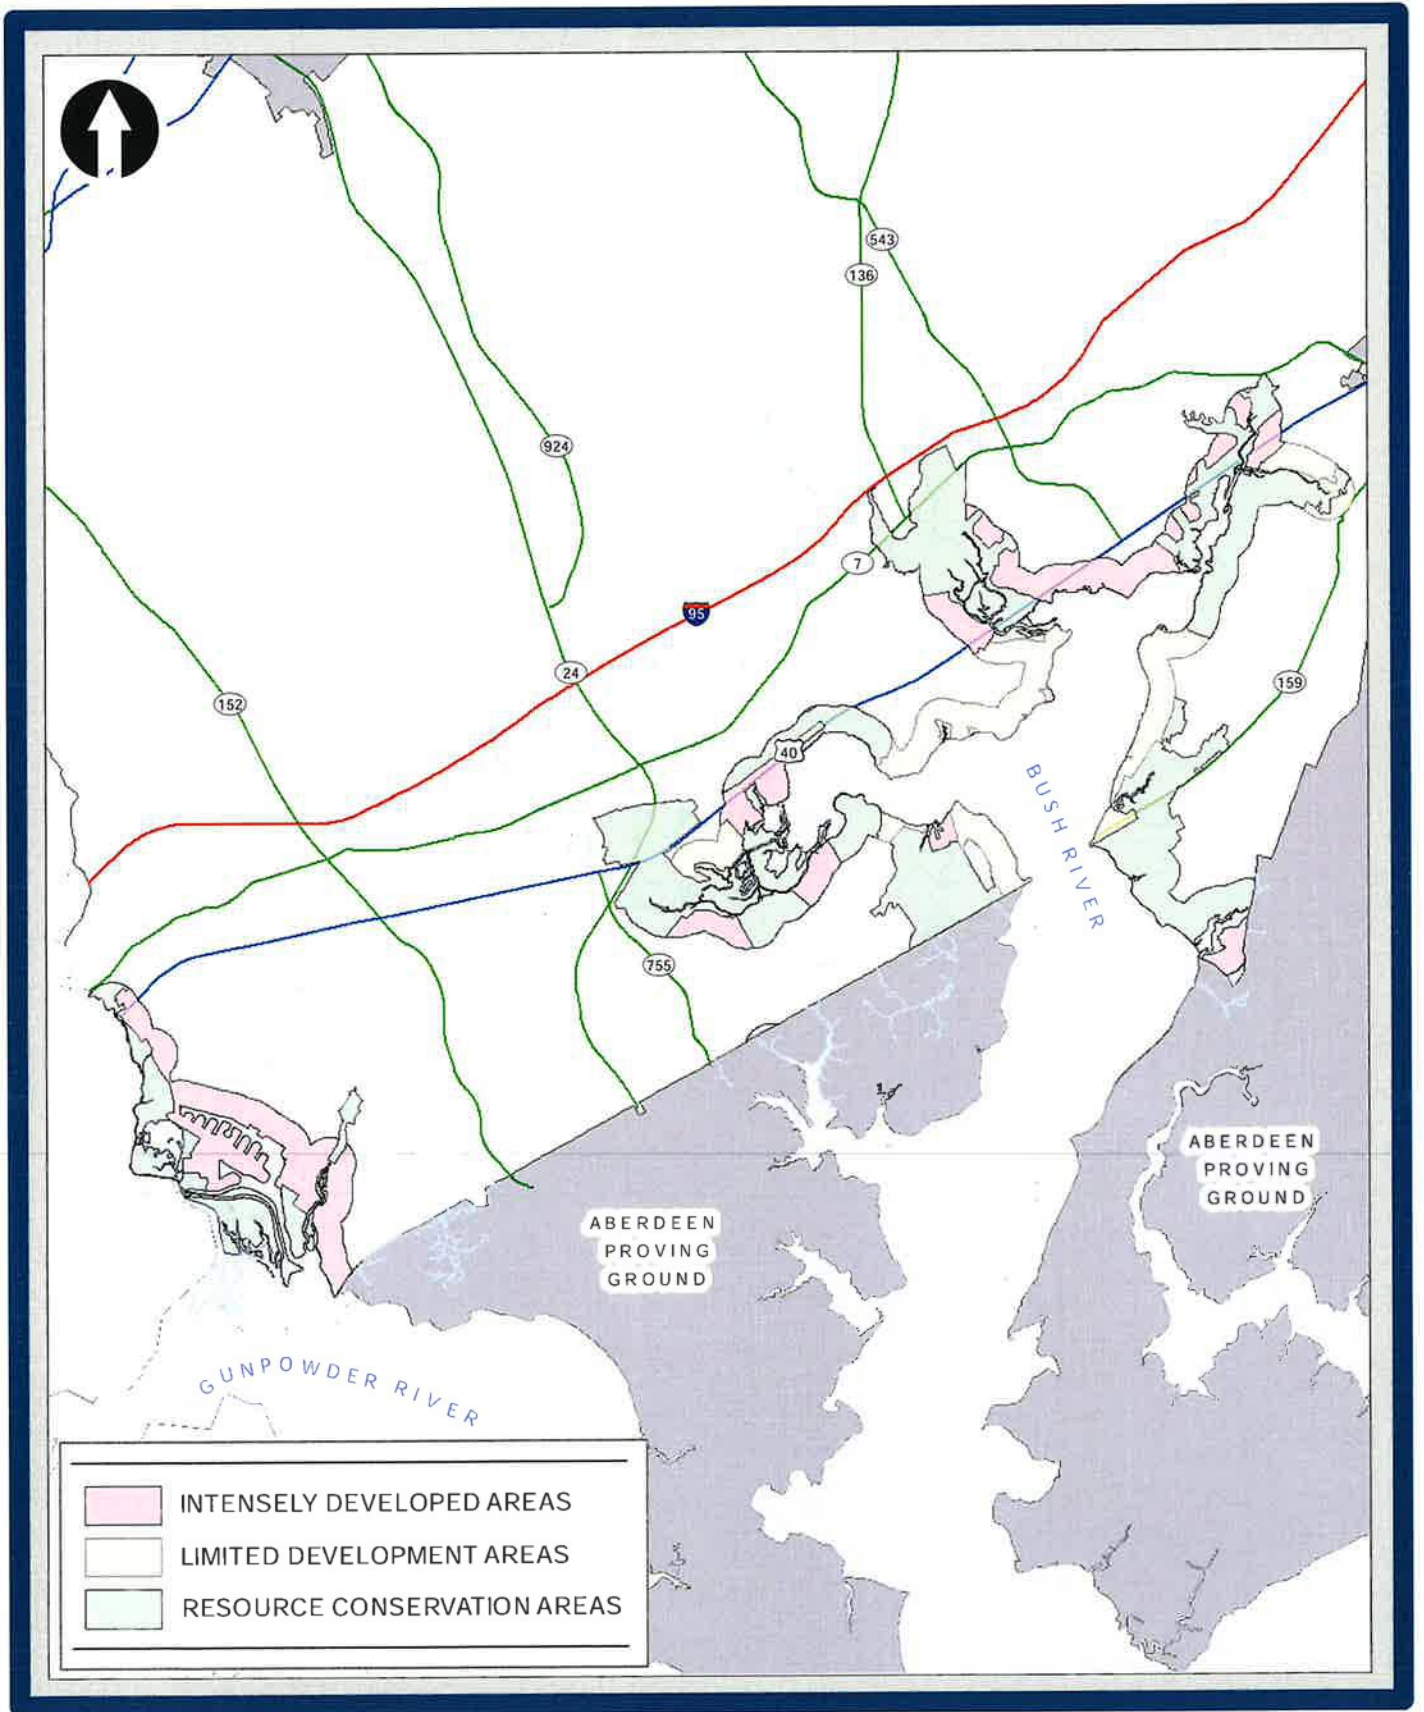 543
136
924
7
95
24
152
159
40
BUSH RIVER
755
ABERDEEN
PROVING
GROUND
ABERDEEN
PROVING
GROUND
GUNPOWDER RIVER
INTENSELY DEVELOPED AREAS
LIMITED DEVELOPMENT AREAS
RESOURCE CONSERVATION AREAS